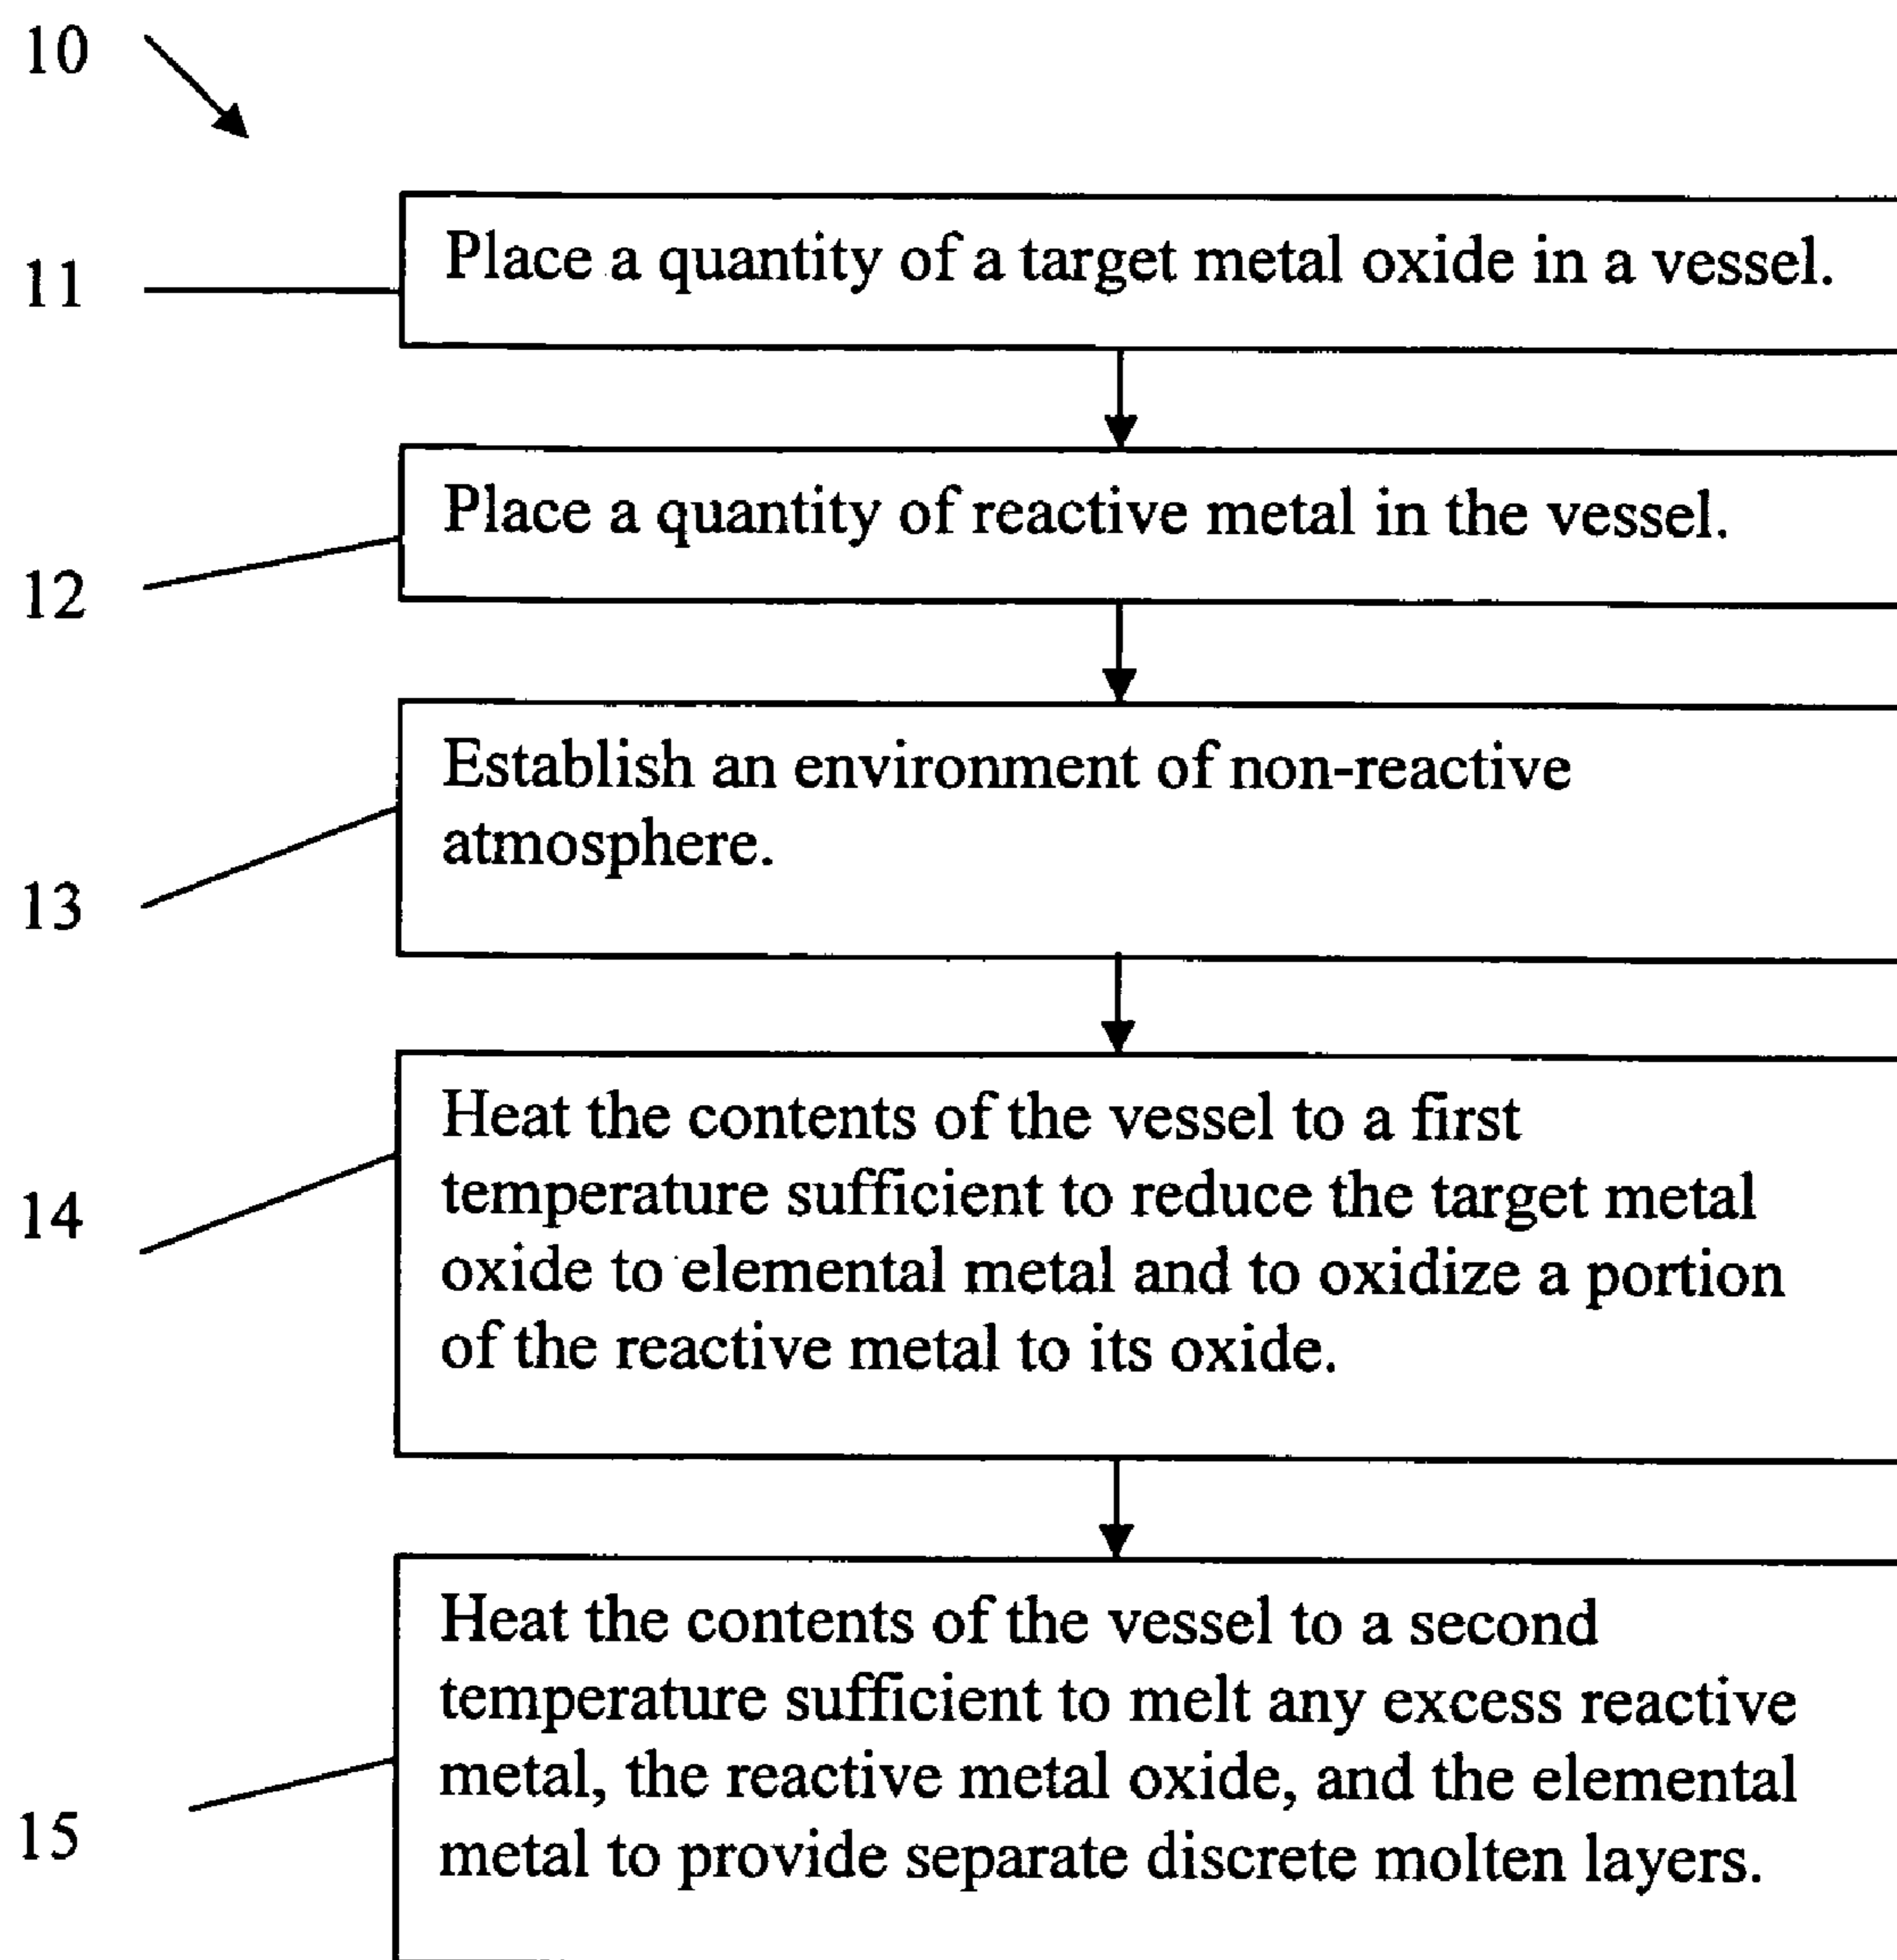 10
11
Place a quantity of a target metal oxide in a vessel.
12
Place a quantity of reactive metal in the vessel.
13
Establish an environment of non-reactive
atmosphere.
14
Heat the contents of the vessel to a first
temperature sufficient to reduce the target metal
oxide to elemental metal and to oxidize a portion
of the reactive metal to its oxide.
15
Heat the contents of the vessel to a second
temperature sufficient to melt any excess reactive
metal, the reactive metal oxide, and the elemental
metal to provide separate discrete molten layers.